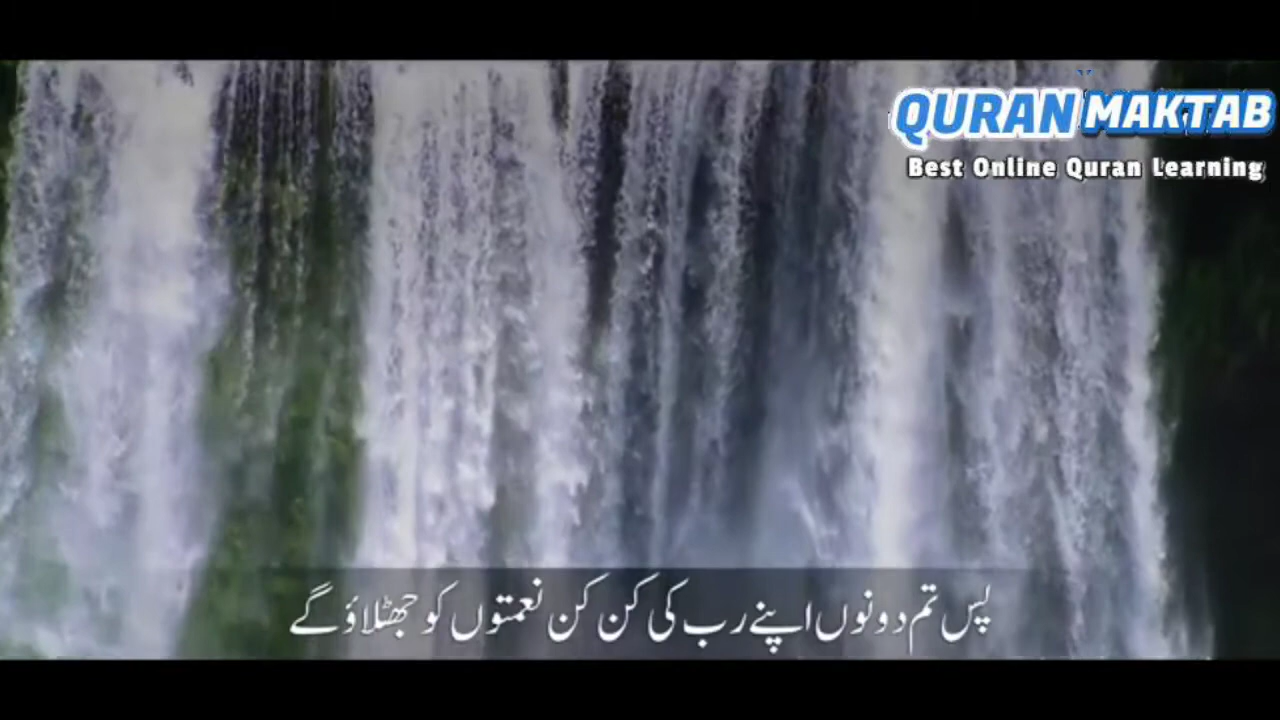 QURAN MAKTAB
Best Online Quran Learning
پس تم دونوں اپنے رب کی کن کن نعمتوں کو جھٹلاؤ گے